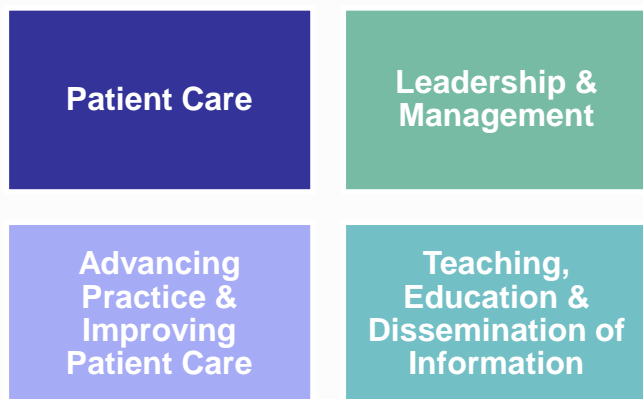 Patient Care
Leadership &
Management
Advancing
Practice &
Improving
Patient Care
Teaching,
Education &
Dissemination of
Information